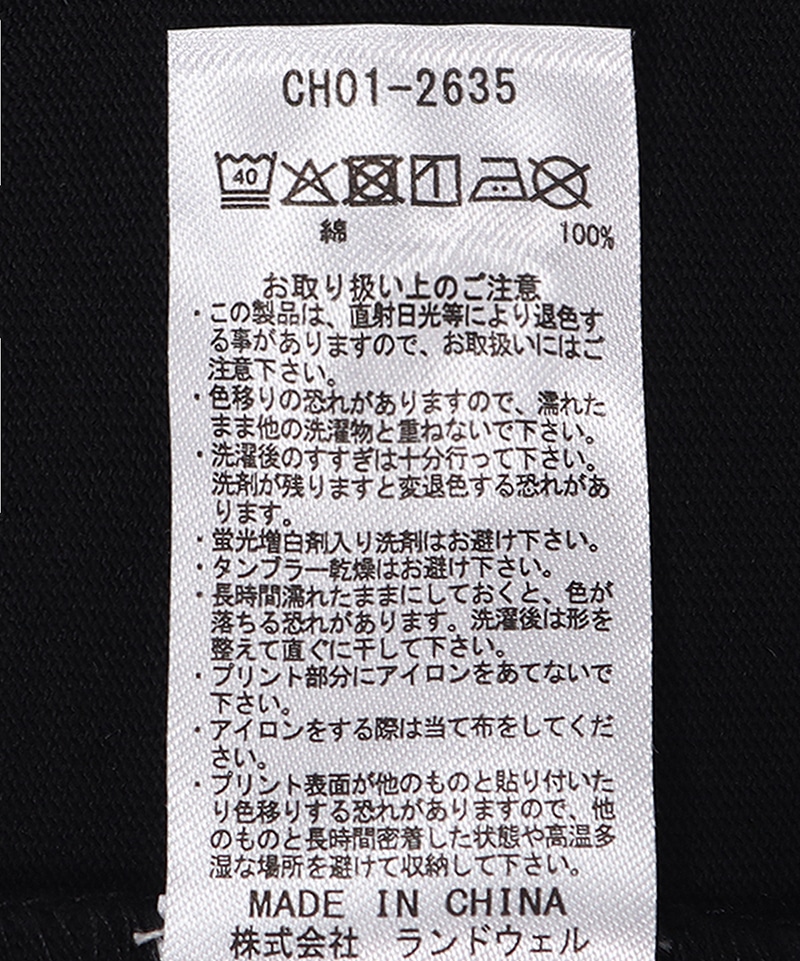 CH01-2635
40
綿 100%
お取り扱い上のご注意
・この製品は、直射日光等により退色す
る事がありますので、お取扱いにはご
注意下さい。
・色移りの恐れがありますので、濡れた
まま他の洗濯物と重ねないで下さい。
・洗濯後のすすぎは十分行って下さい。
洗剤が残りますと変退色する恐れがあ
ります。
・蛍光増白剤入り洗剤はお避け下さい。
・タンブラー乾燥はお避け下さい。
・長時間濡れたままにしておくと、色が
落ちる恐れがあります。洗濯後は形を
整えて直ぐに干して下さい。
・プリント部分にアイロンをあてないで
下さい。
・アイロンをする際は当て布をしてくだ
さい。
・プリント表面が他のものと貼り付いた
り色移りする恐れがありますので、他
のものと長時間密着した状態や高温多
湿な場所を避けて収納して下さい。
MADE IN CHINA
株式会社 ランドウェル